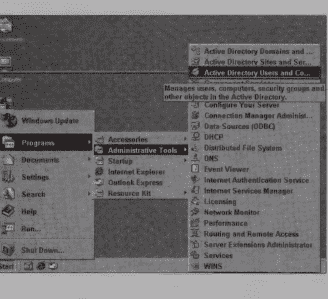 Active Directory Domains and ...
Active Directory Sites and Ser...
Active Directory Users and Co...
Manages users, computers, security groups and
other objects in the Active Directory.
Configure Your Server
Connection Manager Administ...
Data Sources (ODBC)
DHCP
Distributed File System
DNS
Event Viewer
Internet Authentication Service
Internet Services Manager
Licensing
Network Monitor
Performance
Routing and Remote Access
Server Extensions Administrator
Services
WINS
Accessories
Administrative Tools
Startup
Internet Explorer
Outlook Express
Resource Kit
Windows Update
Programs
Documents
Settings
Search
Help
Run...
Shut Down...
Start